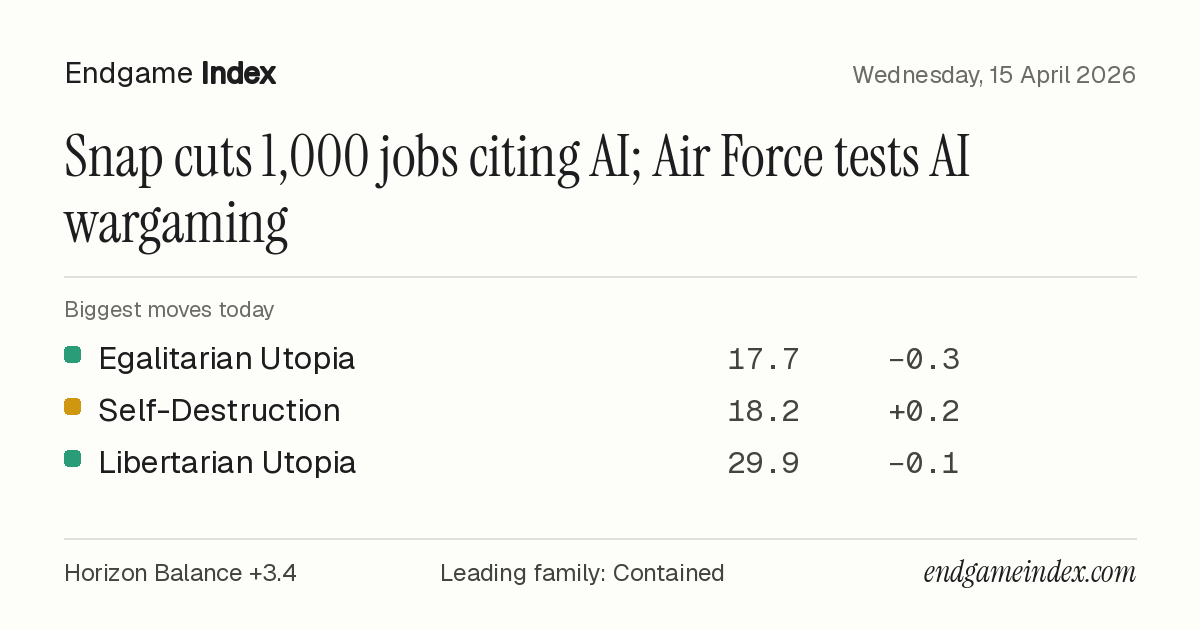 Endgame Index
Wednesday, 15 April 2026
Snap cuts 1,000 jobs citing AI; Air Force tests AI
wargaming
Biggest moves today
Egalitarian Utopia 17.7 −0.3
Self-Destruction 18.2 +0.2
Libertarian Utopia 29.9 −0.1
Horizon Balance +3.4
Leading family: Contained
endgameindex.com